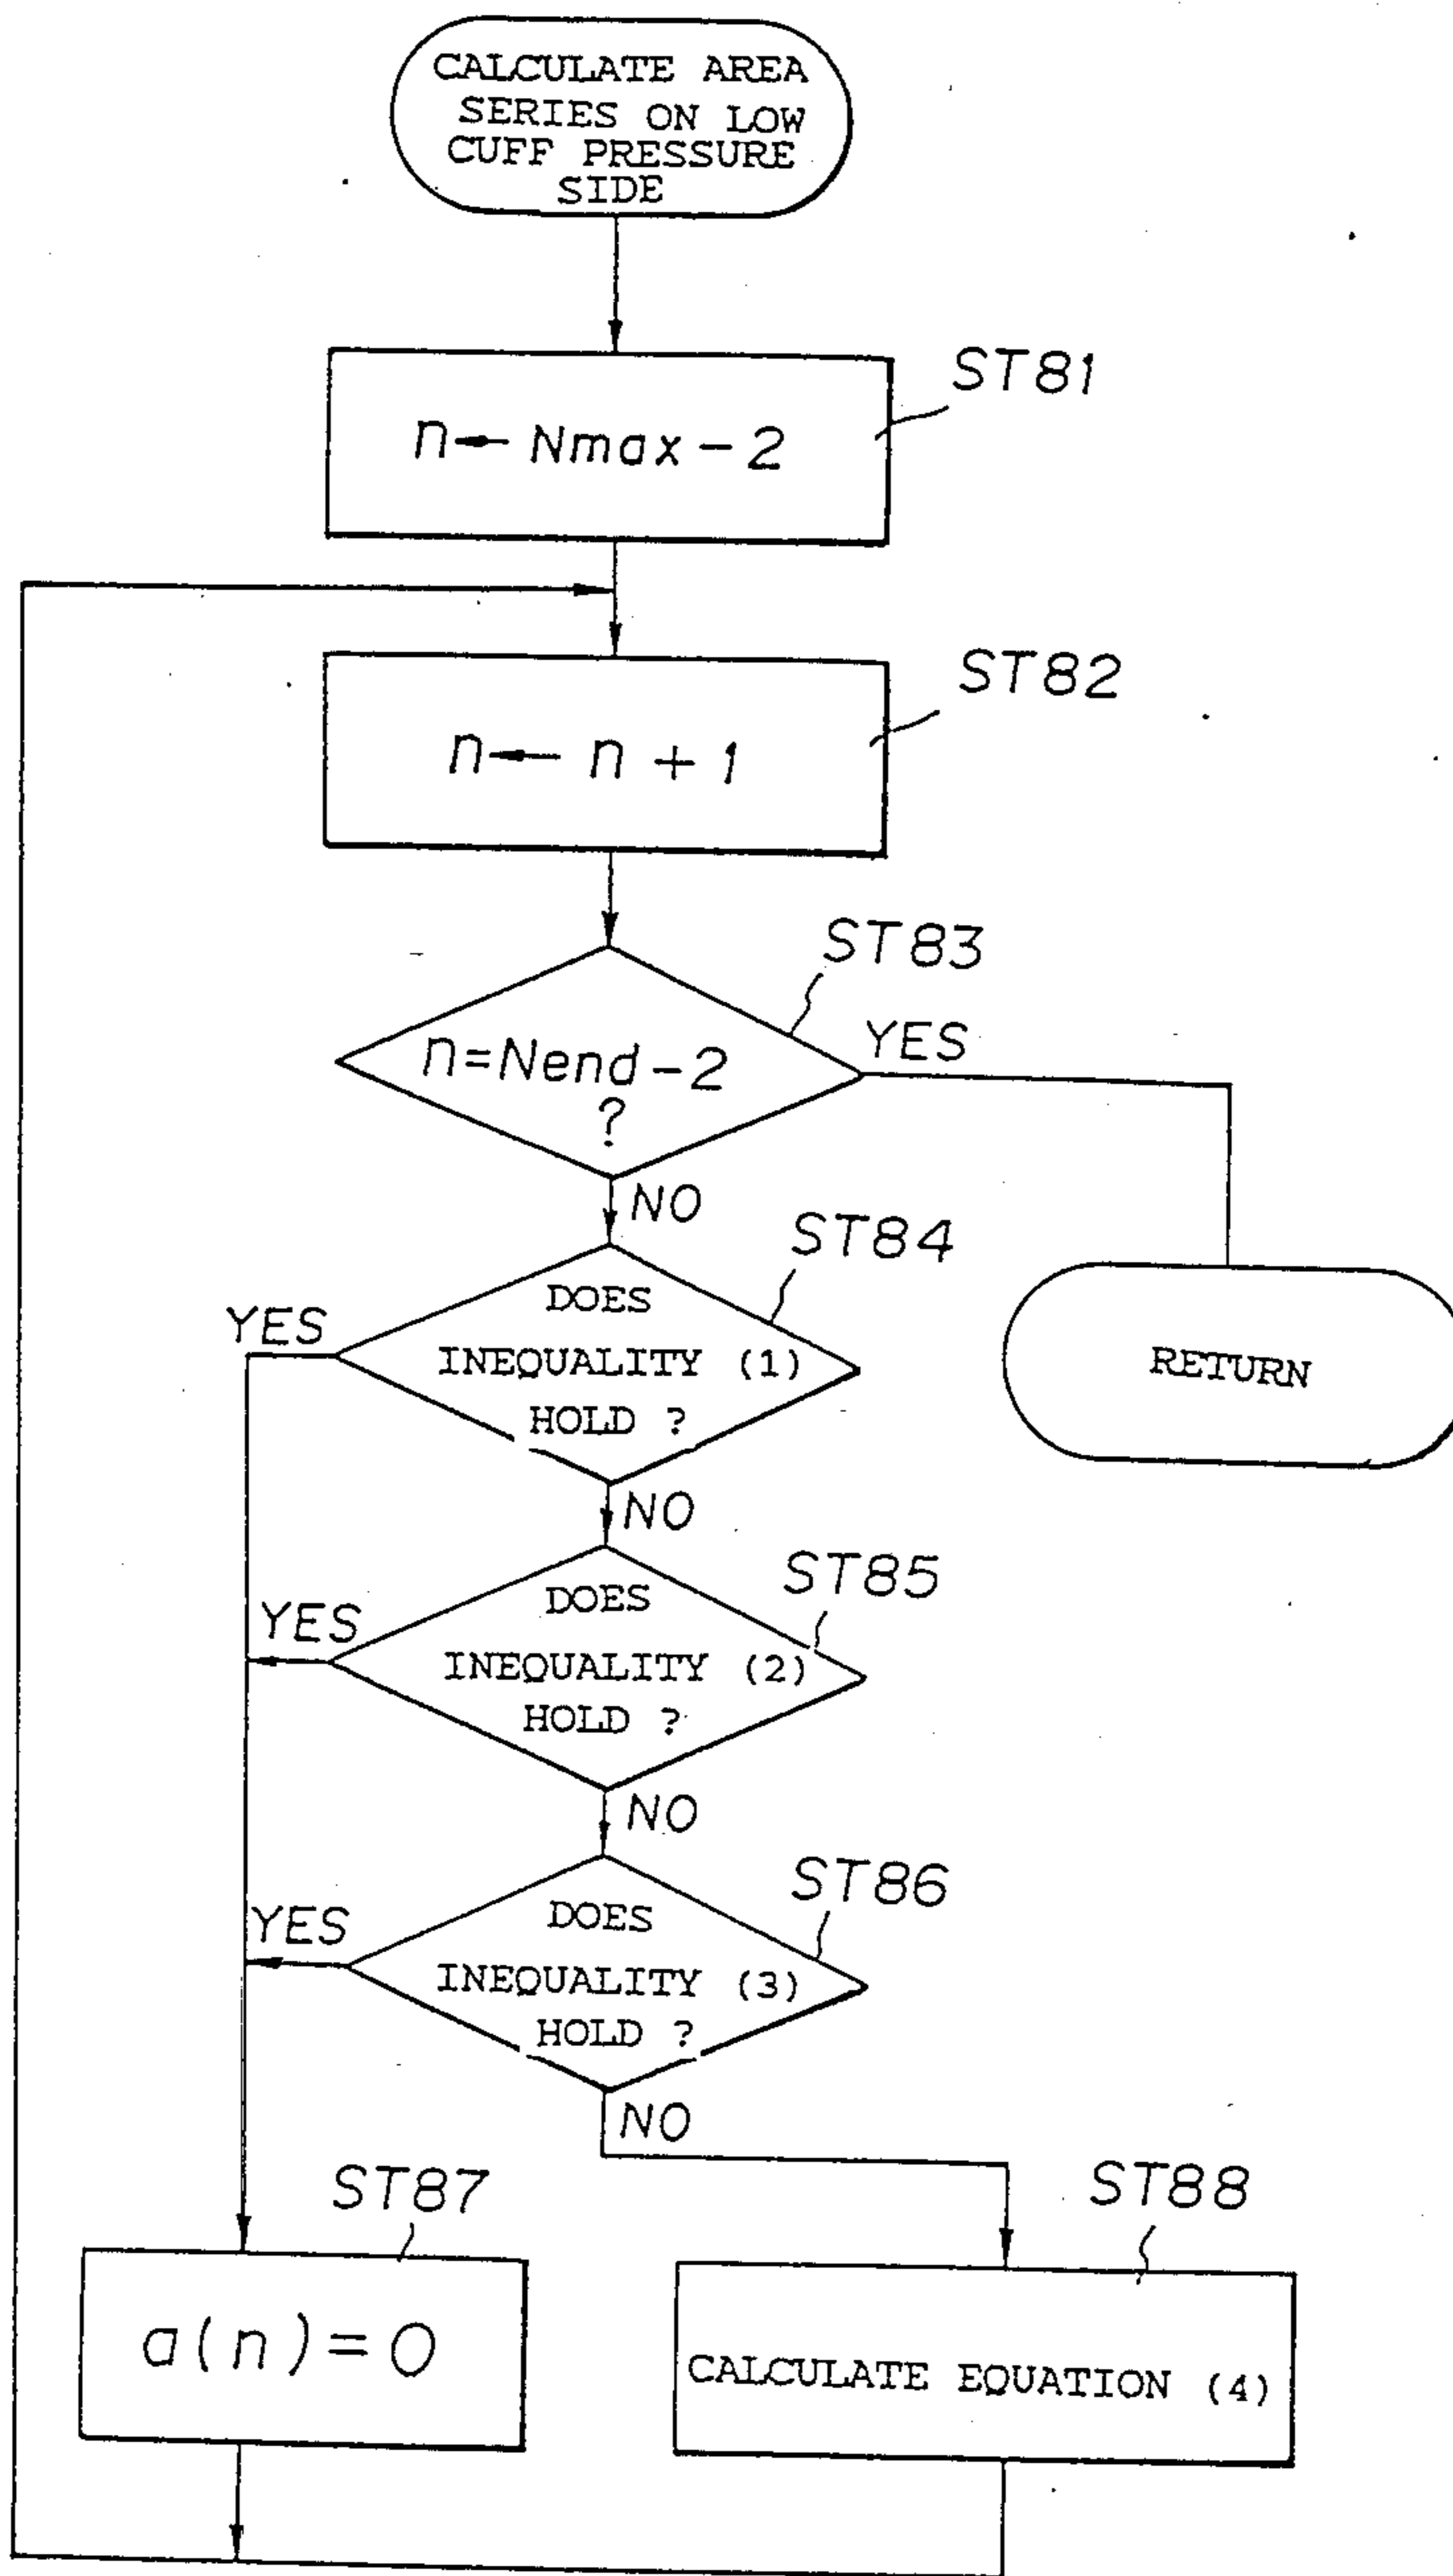 CALCULATE AREA
SERIES ON LOW
CUFF PRESSURE
SIDE
ST81
n ← Nmax - 2
ST82
n ← n + 1
ST83
n = Nend - 2
?
YES
NO
ST84
DOES
INEQUALITY (1)
HOLD ?
YES
RETURN
NO
ST85
DOES
INEQUALITY (2)
HOLD ?
YES
NO
ST86
DOES
INEQUALITY (3)
HOLD ?
YES
NO
ST87
a(n) = 0
ST88
CALCULATE EQUATION (4)